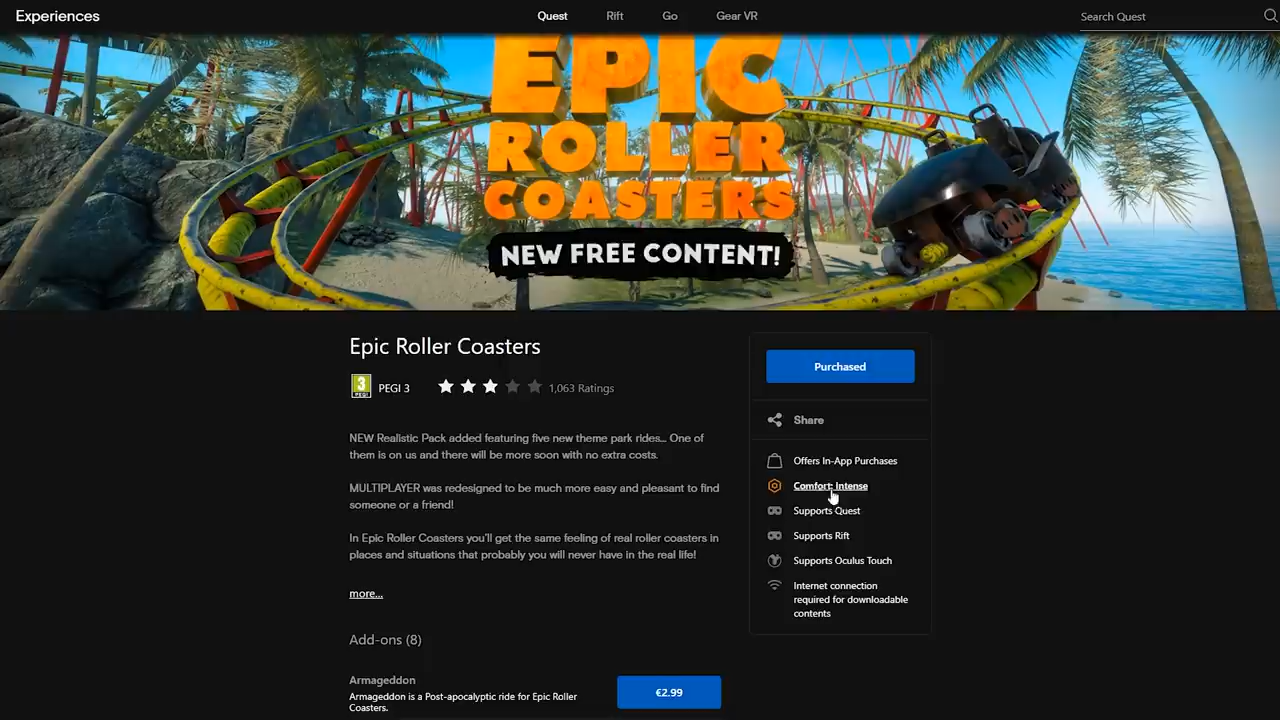 Experiences
Quest
Rift
Go
Gear VR
Search Quest
EPIC
ROLLER
COASTERS
NEW FREE CONTENT!
Epic Roller Coasters
3
PEGI
PEGI 3
1,063 Ratings
NEW Realistic Pack added featuring five new theme park rides... One of
them is on us and there will be more soon with no extra costs.
MULTIPLAYER was redesigned to be much more easy and pleasant to find
someone or a friend!
In Epic Roller Coasters you'll get the same feeling of real roller coasters in
places and situations that probably you will never have in the real life!
more...
Add-ons (8)
Armageddon
Armageddon is a Post-apocalyptic ride for Epic Roller
Coasters.
€2.99
Purchased
Share
Offers In-App Purchases
Comfort: Intense
Supports Quest
Supports Rift
Supports Oculus Touch
Internet connection
required for downloadable
contents